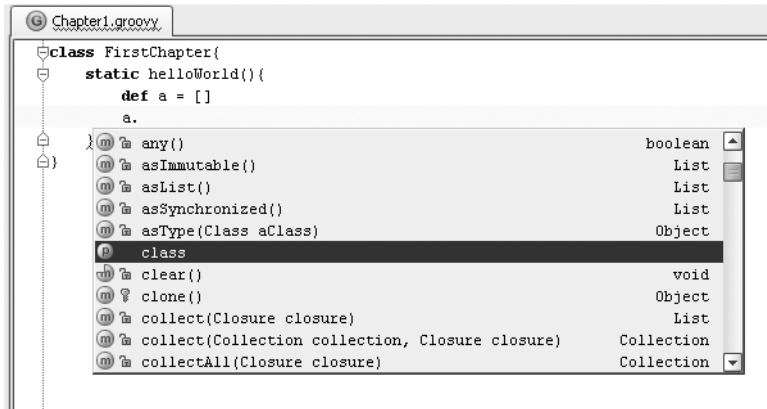 G Chapter1.groovy
class FirstChapter{
static helloWorld(){
def a = []
a.
}
}
m any() boolean
m asImmutable() List
m asList() List
m asSynchronized() List
m asType(Class aClass) Object
p class
m clear() void
m clone() Object
m collect(Closure closure) List
m collect(Collection collection, Closure closure) Collection
m collectAll(Closure closure) Collection